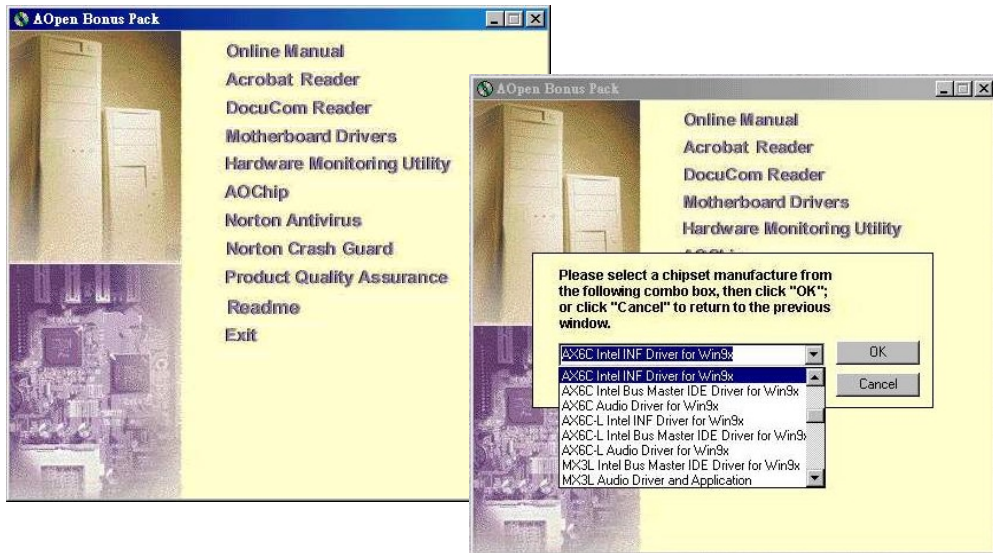 AOpen Bonus Pack
Online Manual
Acrobat Reader
DocuCom Reader
Motherboard Drivers
Hardware Monitoring Utility
AOChip
Norton Antivirus
Norton Crash Guard
Product Quality Assurance
Readme
Exit
AOpen Bonus Pack
Online Manual
Acrobat Reader
DocuCom Reader
Motherboard Drivers
Hardware Monitoring Utility
Please select a chipset manufacture from
the following combo box, then click "OK";
or click "Cancel" to return to the previous
window.
AX6C Intel INF Driver for Win9x
OK
Cancel
AX6C Intel INF Driver for Win9x
AX6C Intel Bus Master IDE Driver for Win9x
AX6C Audio Driver for Win9x
AX6C-L Intel INF Driver for Win9x
AX6C-L Intel Bus Master IDE Driver for Win9x
AX6C-L Audio Driver for Win9x
MX3L Intel Bus Master IDE Driver for Win9x
MX3L Audio Driver and Application